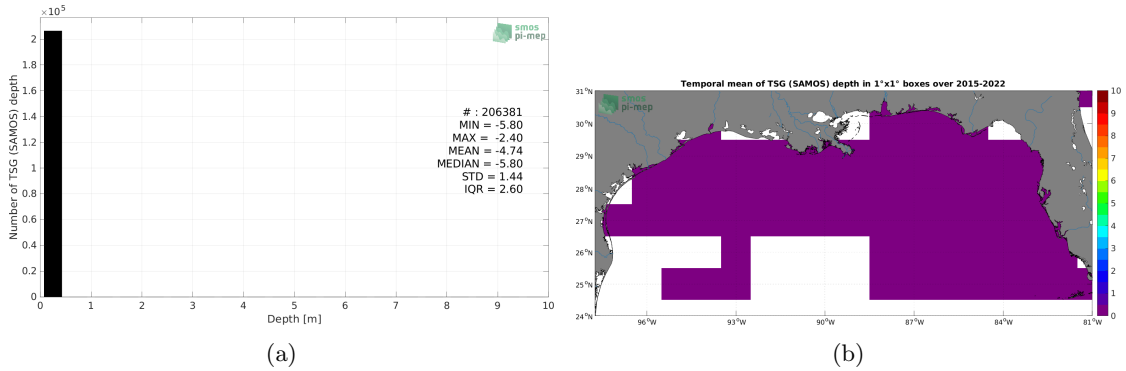 ×10^5
2
1.8
1.6
1.4
1.2
1
0.8
0.6
0.4
0.2
0
Number of TSG (SAMOS) depth
0 1 2 3 4 5 6 7 8 9 10
Depth [m]
smos
pi-mep
# : 206381
MIN = -5.80
MAX = -2.40
MEAN = -4.74
MEDIAN = -5.80
STD = 1.44
IQR = 2.60
(a)
Temporal mean of TSG (SAMOS) depth in 1°x1° boxes over 2015-2022
smos
pi-mep
31°N
30°N
29°N
28°N
27°N
26°N
25°N
24°N
96°W 93°W 90°W 87°W 84°W 81°W
10
9
8
7
6
5
4
3
2
1
0
(b)